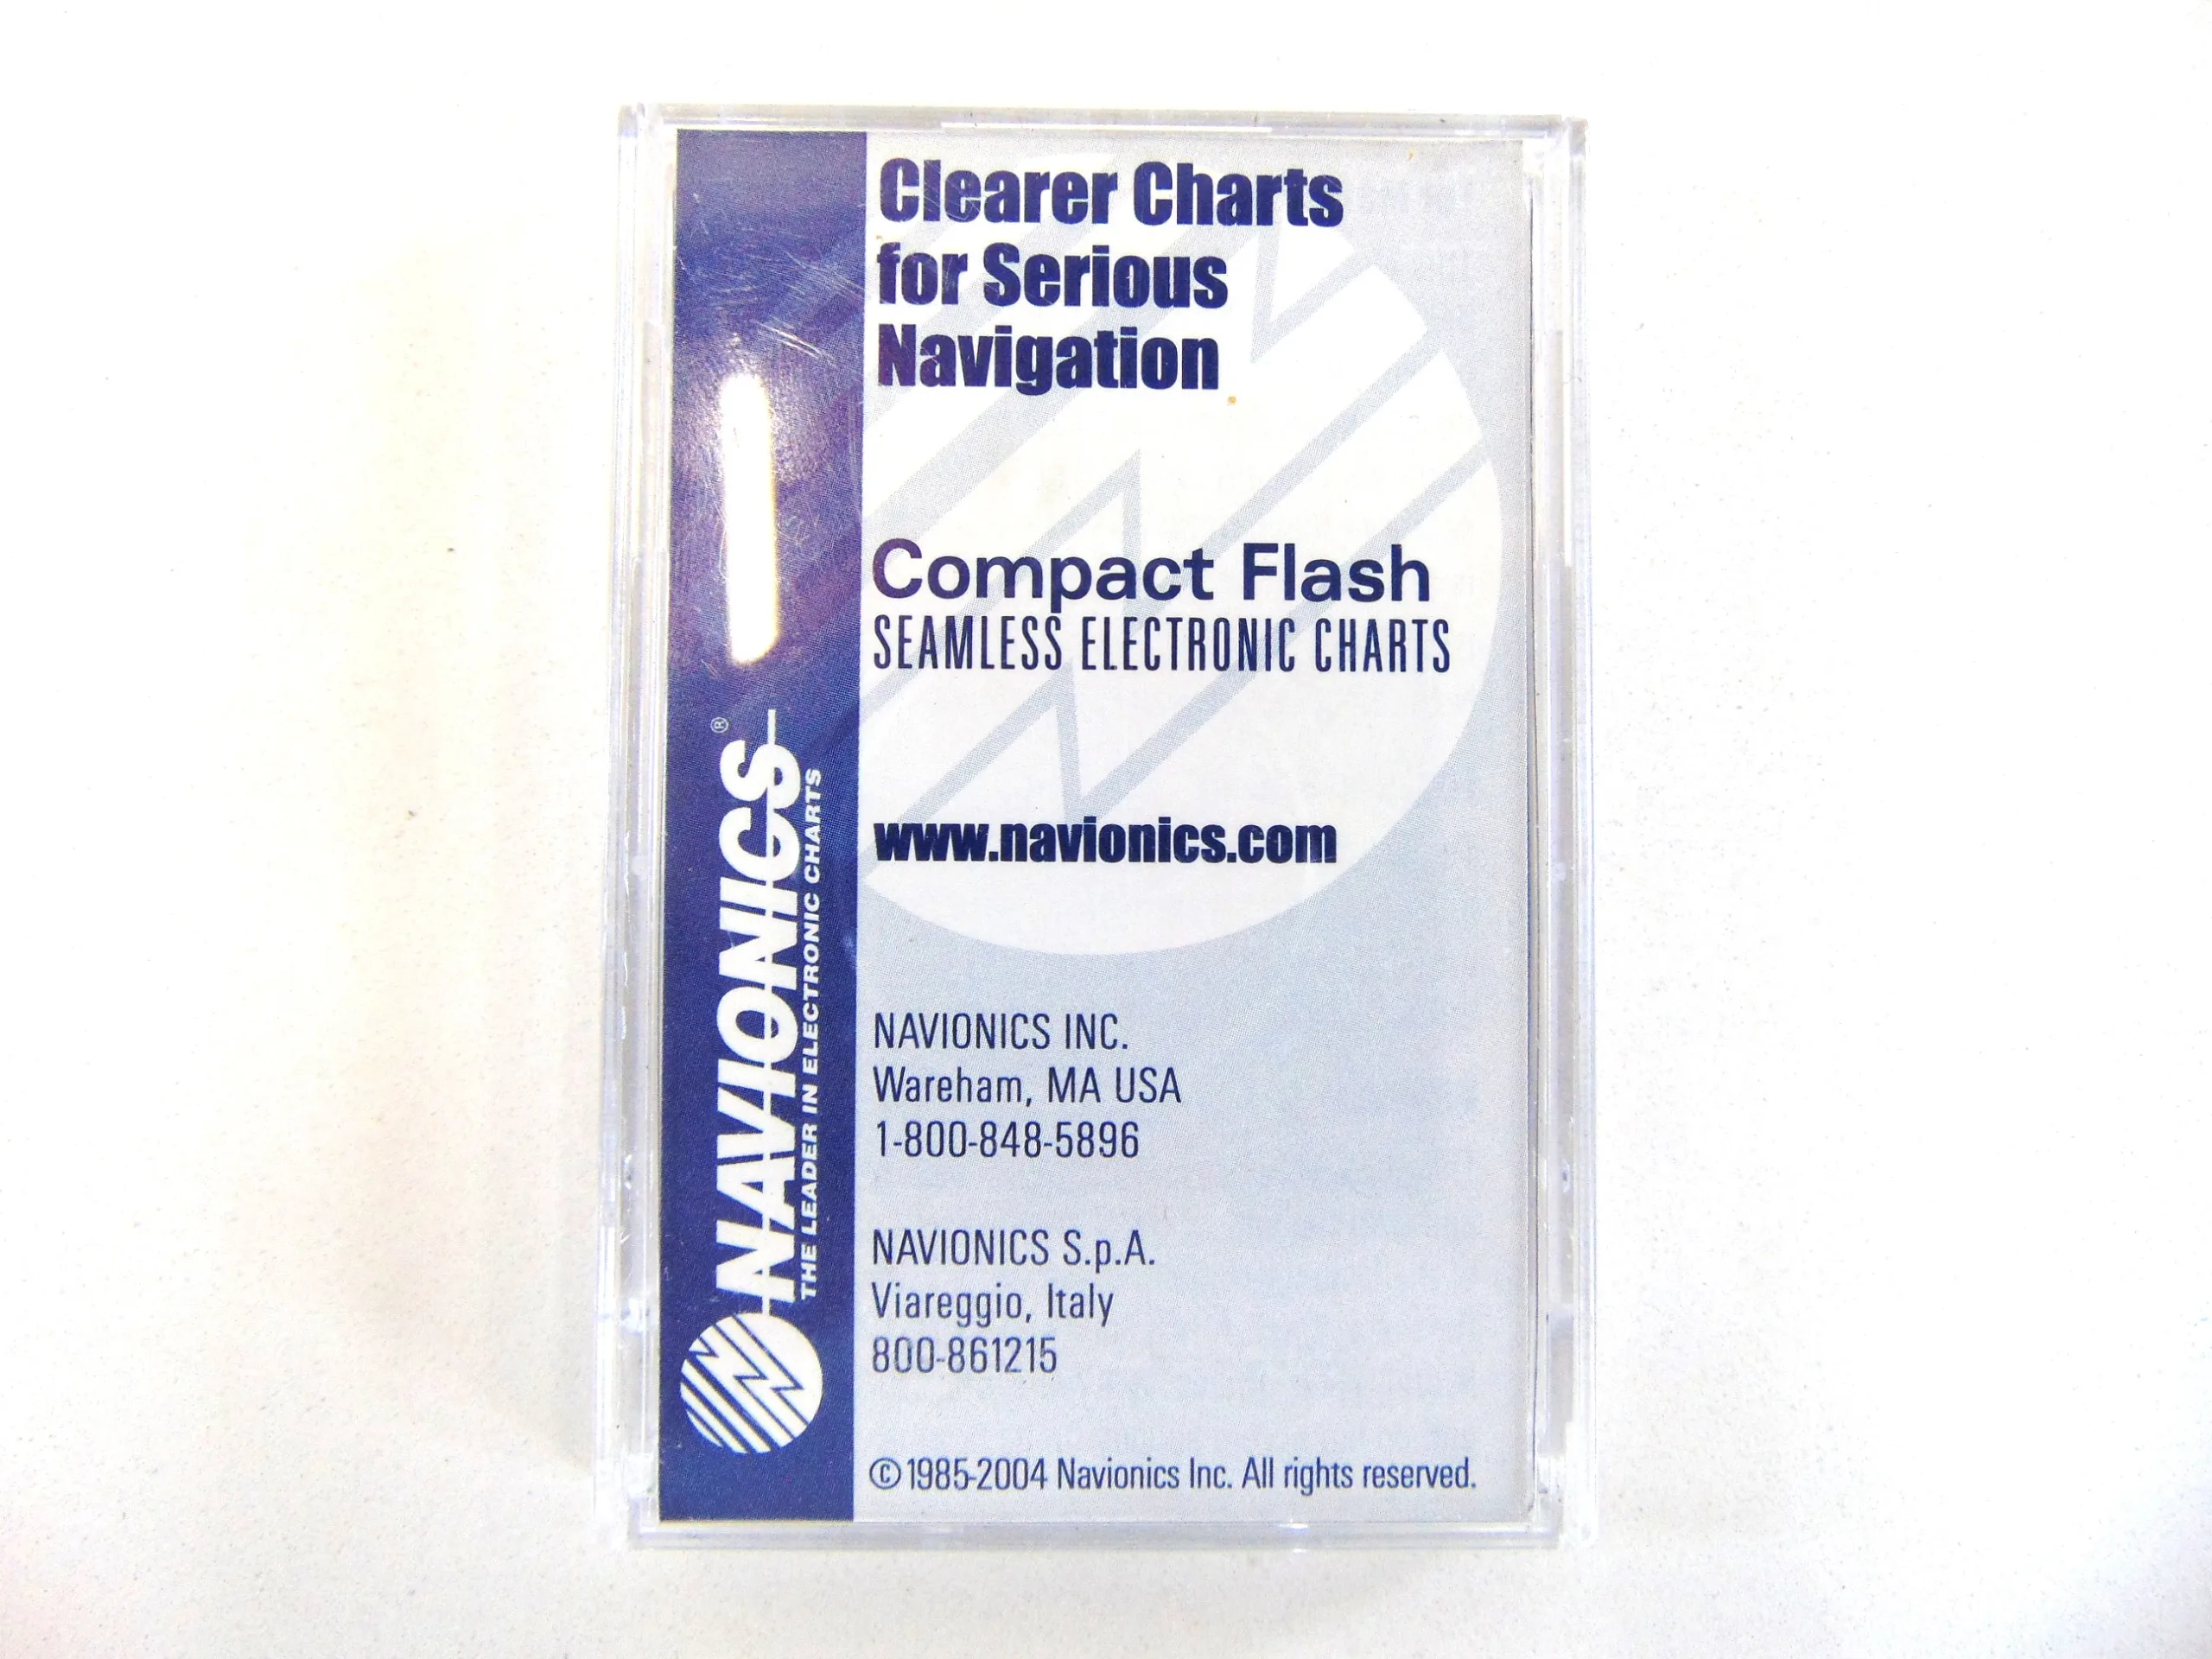 Clearer Charts
for Serious
Navigation
Compact Flash
SEAMLESS ELECTRONIC CHARTS
www.navionics.com
NAVIONICS INC.
Wareham, MA USA
1-800-848-5896
NAVIONICS S.p.A.
Viareggio, Italy
800-861215
©1985-2004 Navionics Inc. All rights reserved.
NAVIONICS®
THE LEADER IN ELECTRONIC CHARTS